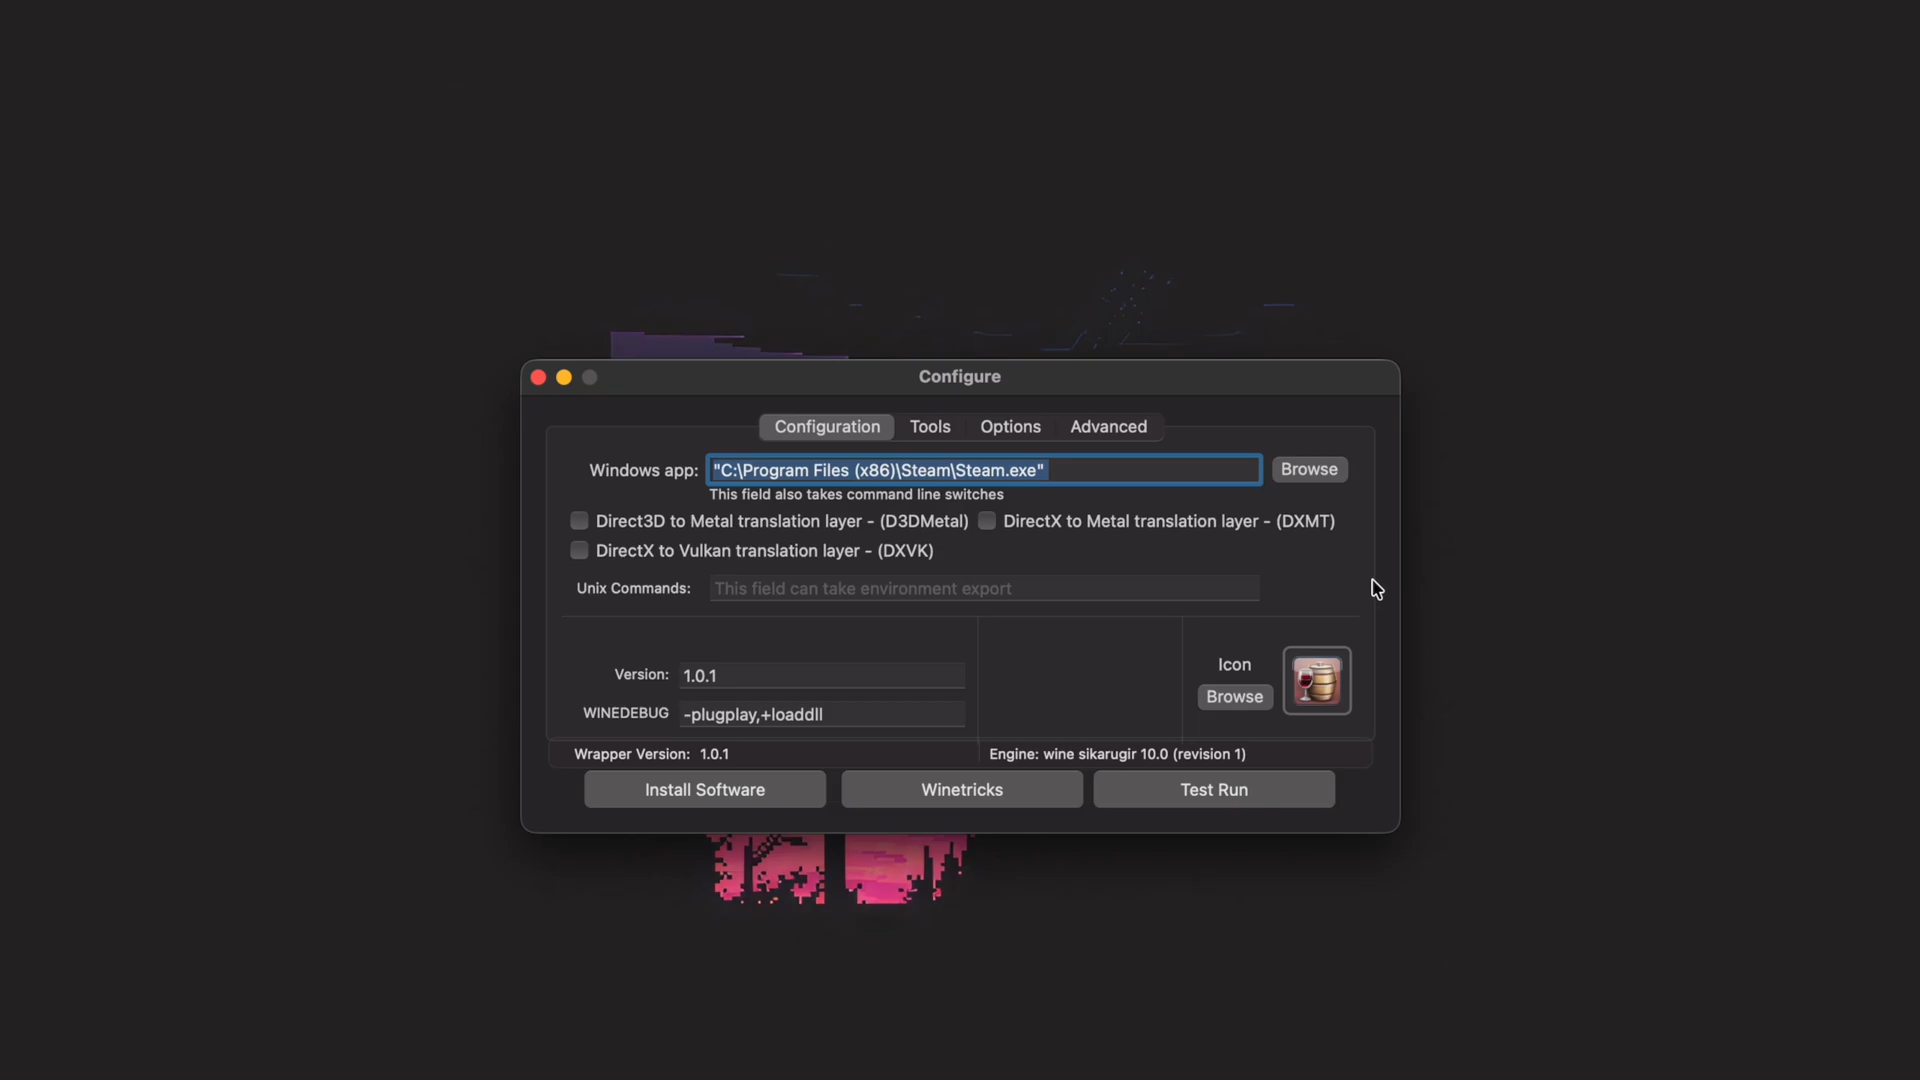 Configure
Configuration Tools Options Advanced
Windows app: "C:\Program Files (x86)\Steam\Steam.exe" Browse
This field also takes command line switches
Direct3D to Metal translation layer - (D3DMetal) DirectX to Metal translation layer - (DXMT)
DirectX to Vulkan translation layer - (DXVK)
Unix Commands: This field can take environment export
Icon
Version: 1.0.1
Browse
WINEDEBUG -plugplay,+loaddll
Wrapper Version: 1.0.1 Engine: wine sikarugir 10.0 (revision 1)
Install Software Winetricks Test Run